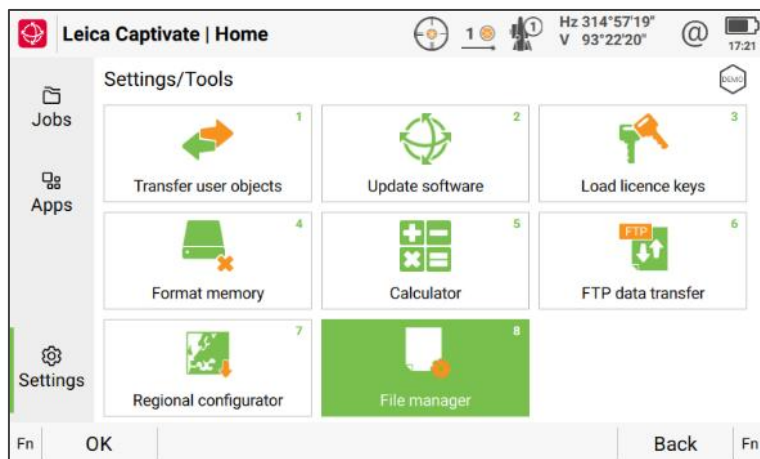 Leica Captivate | Home
1
1
Hz 314°57'19"
V 93°22'20"
@
17:21
Jobs
Apps
Settings
Settings/Tools
DEMO
1
Transfer user objects
2
Update software
3
Load licence keys
4
Format memory
5
Calculator
FTP
6
FTP data transfer
7
Regional configurator
8
File manager
Fn
OK
Back
Fn